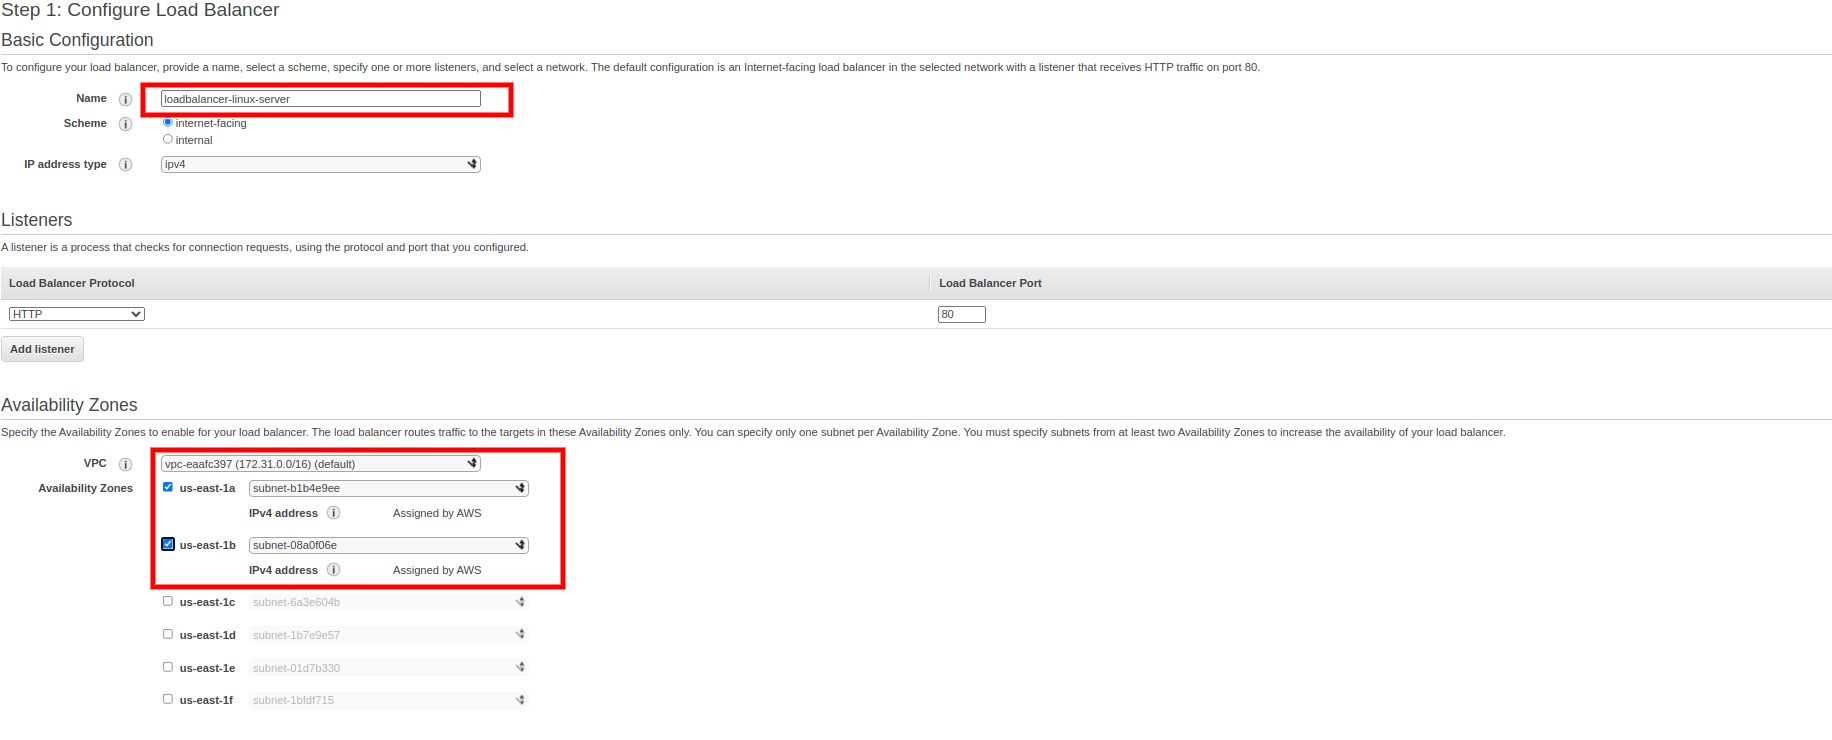 Step 1: Configure Load Balancer
Basic Configuration
To configure your load balancer, provide a name, select a scheme, specify one or more listeners, and select a network. The default configuration is an Internet-facing load balancer in the selected network with a listener that receives HTTP traffic on port 80.
Name i loadbalancer-linux-server
Scheme i internet-facing
internal
IP address type i ipv4
Listeners
A listener is a process that checks for connection requests, using the protocol and port that you configured.
Load Balancer Protocol Load Balancer Port
HTTP 80
Add listener
Availability Zones
Specify the Availability Zones to enable for your load balancer. The load balancer routes traffic to the targets in these Availability Zones only. You can specify only one subnet per Availability Zone. You must specify subnets from at least two Availability Zones to increase the availability of your load balancer.
VPC i vpc-eaafc397 (172.31.0.0/16) (default)
Availability Zones us-east-1a subnet-b1b4e9ee
IPv4 address i Assigned by AWS
us-east-1b subnet-08a0f06e
IPv4 address i Assigned by AWS
us-east-1c subnet-6a3e604b
us-east-1d subnet-1b7e9e57
us-east-1e subnet-01d7b330
us-east-1f subnet-1bfdf715